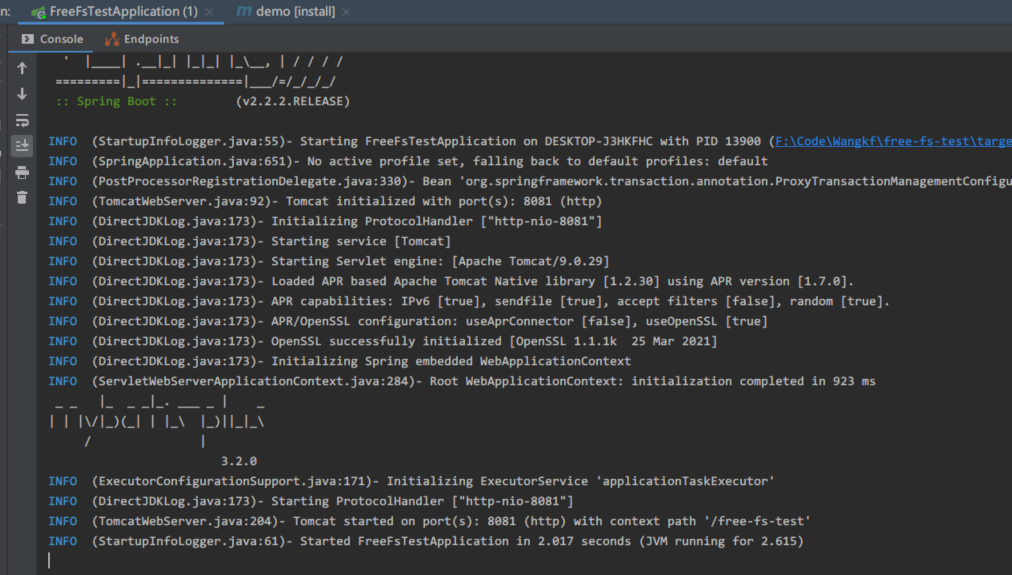 n: FreeFsTestApplication (1) × demo [install] ×
Console Endpoints
'  |____| .__|_| |_|_| |_\__, | / / / /
=========|_|==============|___/=/_/_/_/
:: Spring Boot ::        (v2.2.2.RELEASE)
INFO  (StartupInfoLogger.java:55)- Starting FreeFsTestApplication on DESKTOP-J3HKFHC with PID 13900 (F:\Code\Wangkf\free-fs-test\targe
INFO  (SpringApplication.java:651)- No active profile set, falling back to default profiles: default
INFO  (PostProcessorRegistrationDelegate.java:330)- Bean 'org.springframework.transaction.annotation.ProxyTransactionManagementConfigu
INFO  (TomcatWebServer.java:92)- Tomcat initialized with port(s): 8081 (http)
INFO  (DirectJDKLog.java:173)- Initializing ProtocolHandler ["http-nio-8081"]
INFO  (DirectJDKLog.java:173)- Starting service [Tomcat]
INFO  (DirectJDKLog.java:173)- Starting Servlet engine: [Apache Tomcat/9.0.29]
INFO  (DirectJDKLog.java:173)- Loaded APR based Apache Tomcat Native library [1.2.30] using APR version [1.7.0].
INFO  (DirectJDKLog.java:173)- APR capabilities: IPv6 [true], sendfile [true], accept filters [false], random [true].
INFO  (DirectJDKLog.java:173)- APR/OpenSSL configuration: useAprConnector [false], useOpenSSL [true]
INFO  (DirectJDKLog.java:173)- OpenSSL successfully initialized [OpenSSL 1.1.1k  25 Mar 2021]
INFO  (DirectJDKLog.java:173)- Initializing Spring embedded WebApplicationContext
INFO  (ServletWebServerApplicationContext.java:284)- Root WebApplicationContext: initialization completed in 923 ms
 _ _   |_  _ _|_. ___ _ |    _
| | |\/|_)(_| | |_\  |_)||_|_\
     /               |
                        3.2.0
INFO  (ExecutorConfigurationSupport.java:171)- Initializing ExecutorService 'applicationTaskExecutor'
INFO  (DirectJDKLog.java:173)- Starting ProtocolHandler ["http-nio-8081"]
INFO  (TomcatWebServer.java:204)- Tomcat started on port(s): 8081 (http) with context path '/free-fs-test'
INFO  (StartupInfoLogger.java:61)- Started FreeFsTestApplication in 2.017 seconds (JVM running for 2.615)